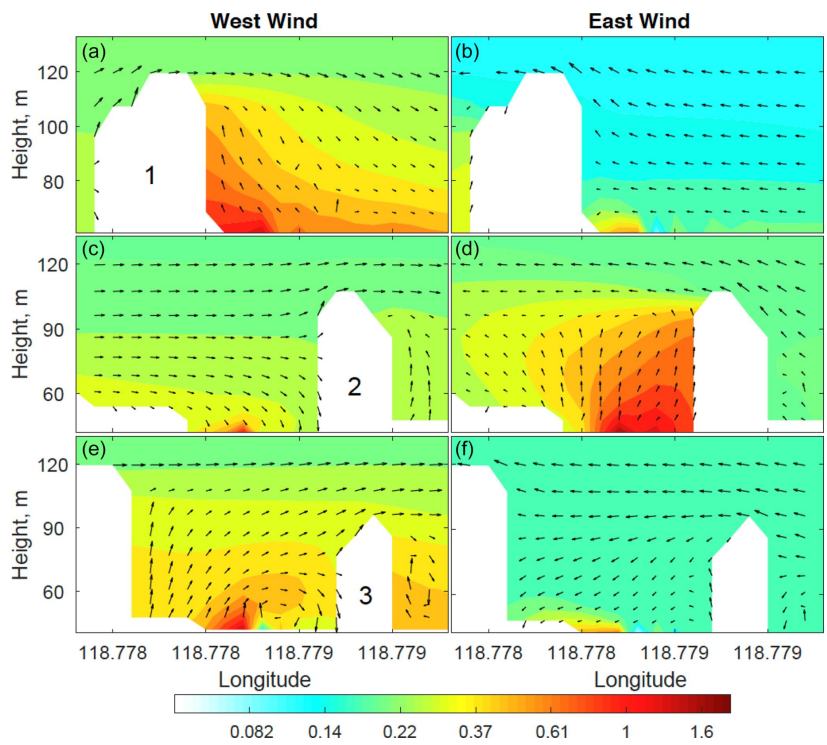 West Wind East Wind
(a) (b)
Height, m
120
100
80
1
(c) (d)
Height, m
120
90
60
2
(e) (f)
Height, m
120
90
60
3
118.778 118.778 118.779 118.779 118.778 118.778 118.779 118.779
Longitude Longitude
0.082 0.14 0.22 0.37 0.61 1 1.6